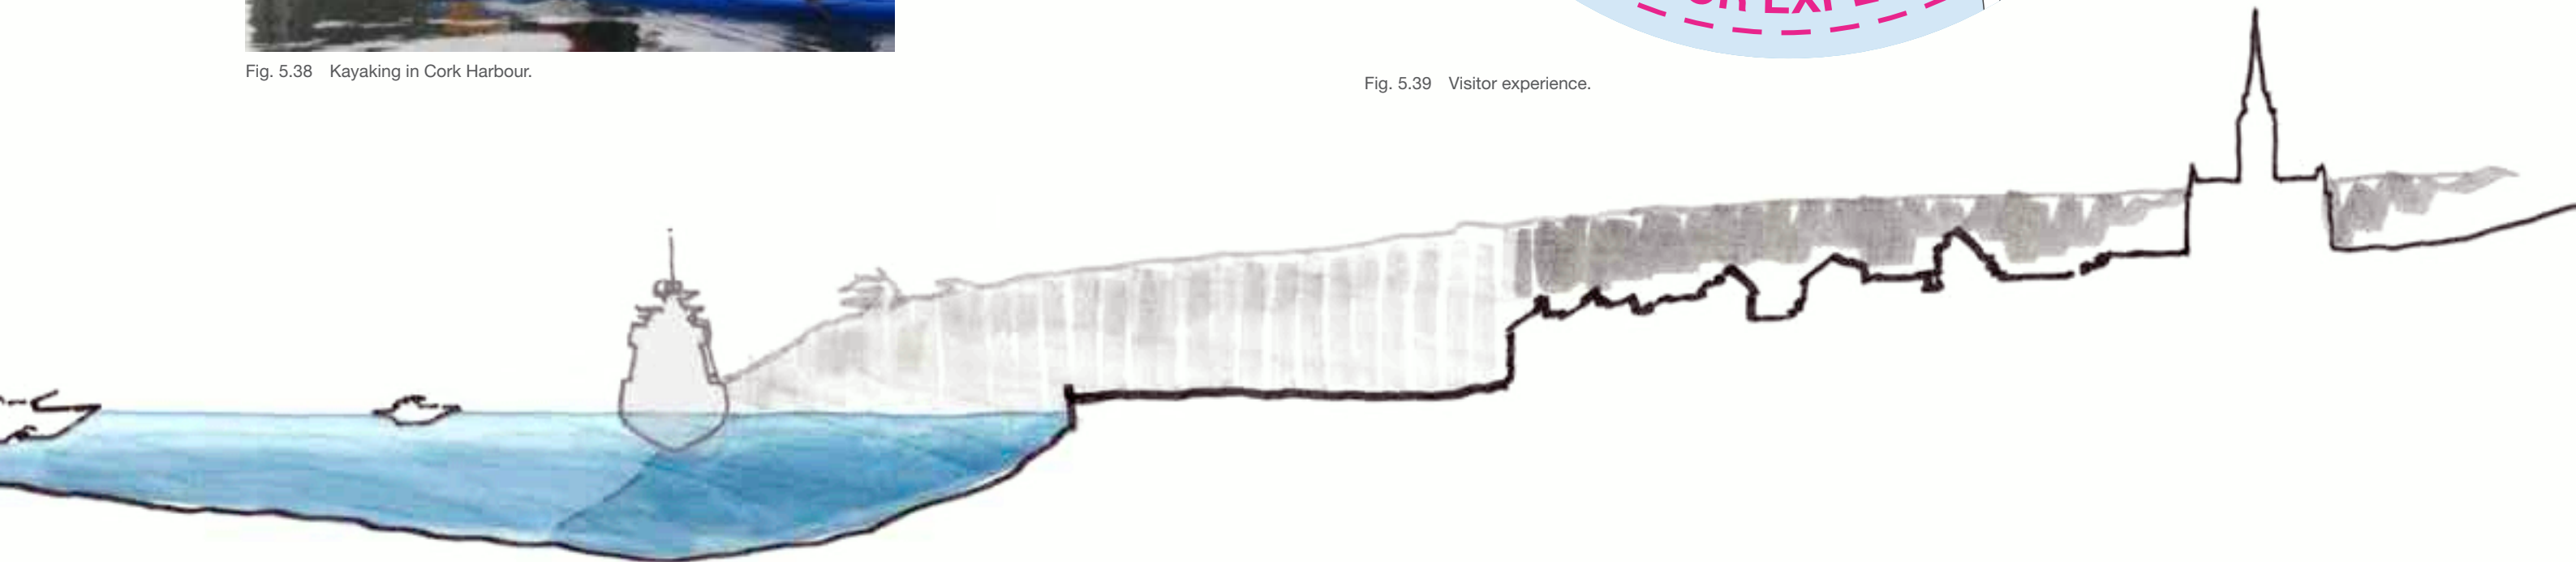 Fig. 5.38 Kayaking in Cork Harbour.
Fig. 5.39 Visitor experience.